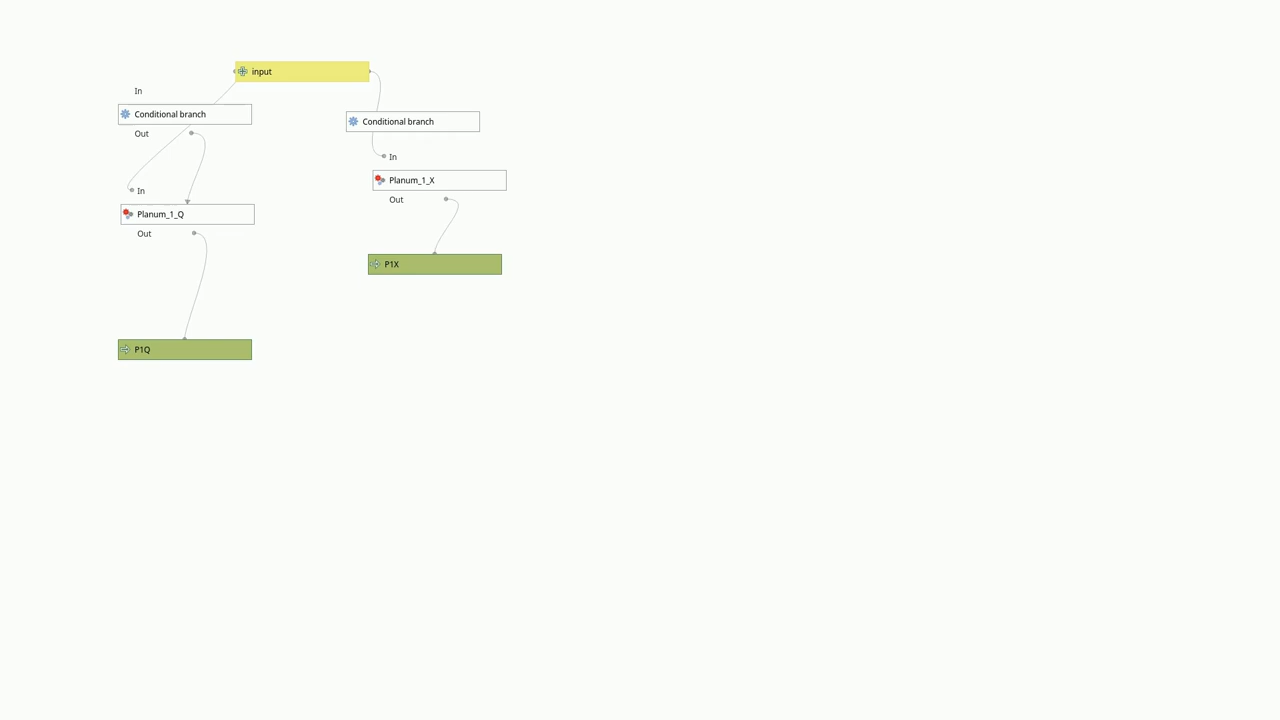 input
In
Conditional branch
Out
Conditional branch
In
Planum_1_X
Out
In
Planum_1_Q
Out
P1X
P1Q